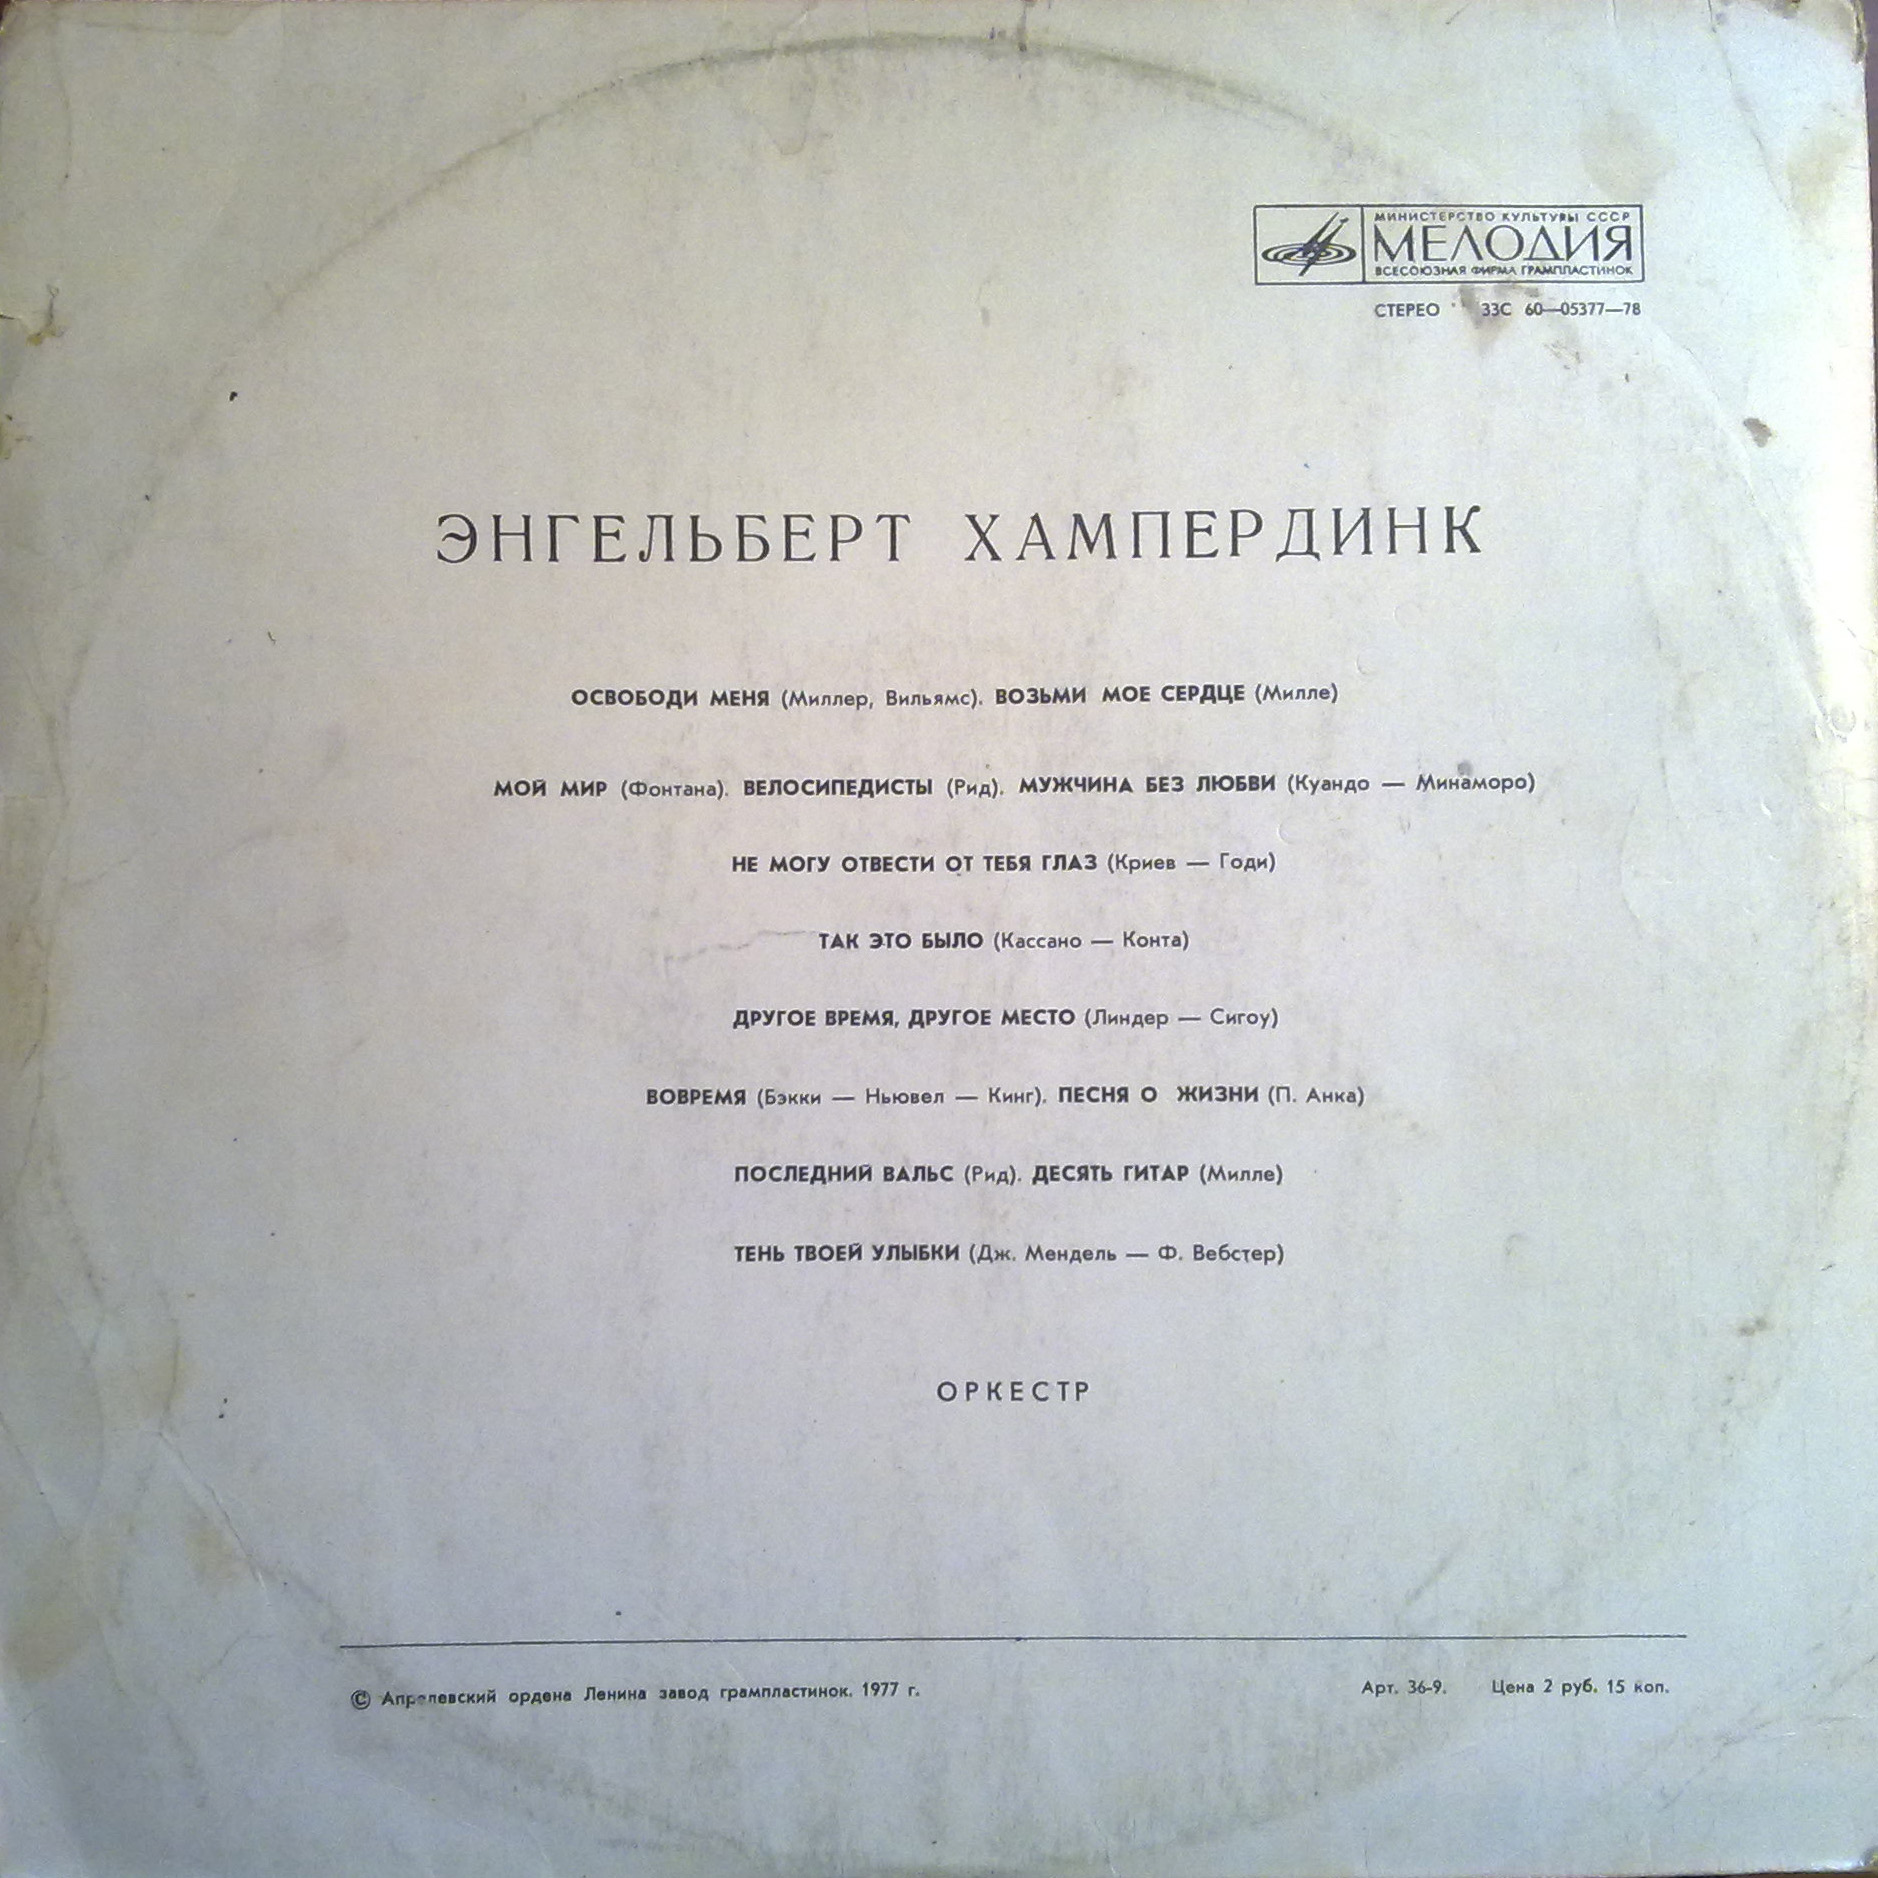 МИНИСТЕРСТВО КУЛЬТУРЫ СССР
МЕЛОДИЯ
ВСЕСОЮЗНАЯ ФИРМА ГРАМПЛАСТИНОК
СТЕРЕО 33С 60—05377—78
ЭНГЕЛЬБЕРТ ХАМПЕРДИНК
ОСВОБОДИ МЕНЯ (Миллер, Вильямс). ВОЗЬМИ МОЕ СЕРДЦЕ (Милле)
МОЙ МИР (Фонтана). ВЕЛОСИПЕДИСТЫ (Рид). МУЖЧИНА БЕЗ ЛЮБВИ (Куандо — Минаморо)
НЕ МОГУ ОТВЕСТИ ОТ ТЕБЯ ГЛАЗ (Криев — Годи)
ТАК ЭТО БЫЛО (Кассано — Конта)
ДРУГОЕ ВРЕМЯ, ДРУГОЕ МЕСТО (Линдер — Сигоу)
ВОВРЕМЯ (Бэкки — Ньювел — Кинг). ПЕСНЯ О ЖИЗНИ (П. Анка)
ПОСЛЕДНИЙ ВАЛЬС (Рид). ДЕСЯТЬ ГИТАР (Милле)
ТЕНЬ ТВОЕЙ УЛЫБКИ (Дж. Мендель — Ф. Вебстер)
ОРКЕСТР
© Апрелевский ордена Ленина завод грампластинок. 1977 г. Арт. 36-9. Цена 2 руб. 15 коп.